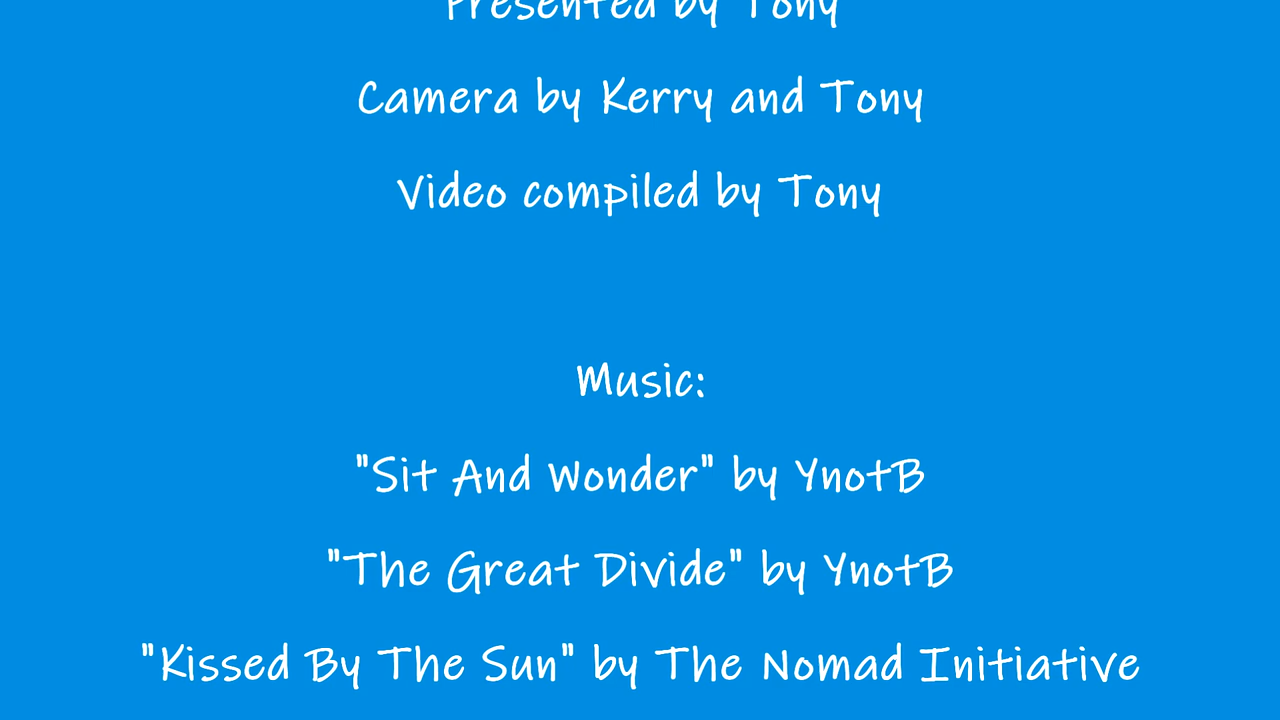 Presented by Tony
Camera by Kerry and Tony
Video compiled by Tony
Music:
"Sit And Wonder" by YnotB
"The Great Divide" by YnotB
"Kissed By The Sun" by The Nomad Initiative